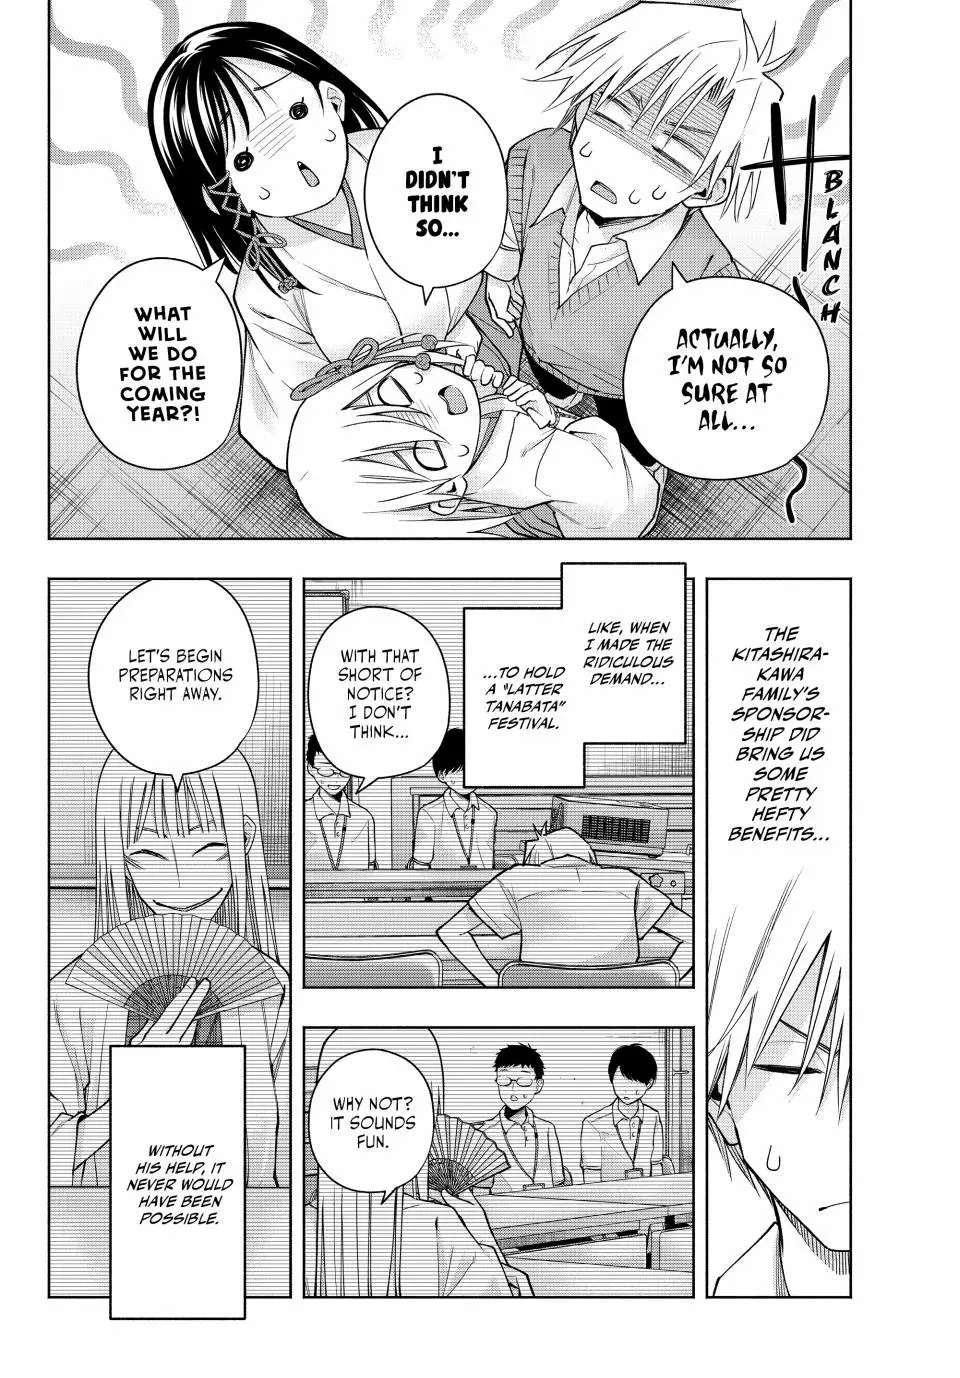 BLANCH
ACTUALLY,
I'M NOT SO
SURE AT
ALL...
I
DIDN'T
THINK
SO...
WHAT
WILL
WE DO
FOR THE
COMING
YEAR?!
THE
KITASHIRA-
KAWA
FAMILY'S
SPONSOR-
SHIP DID
BRING US
SOME
PRETTY
HEFTY
BENEFITS...
LIKE, WHEN
I MADE THE
RIDICULOUS
DEMAND...
...TO HOLD
A "LATTER
TANABATA"
FESTIVAL.
WITH THAT
SHORT OF
NOTICE?
I DON'T
THINK...
WHY NOT?
IT SOUNDS
FUN.
LET'S BEGIN
PREPARATIONS
RIGHT AWAY.
WITHOUT
HIS HELP, IT
NEVER WOULD
HAVE BEEN
POSSIBLE.